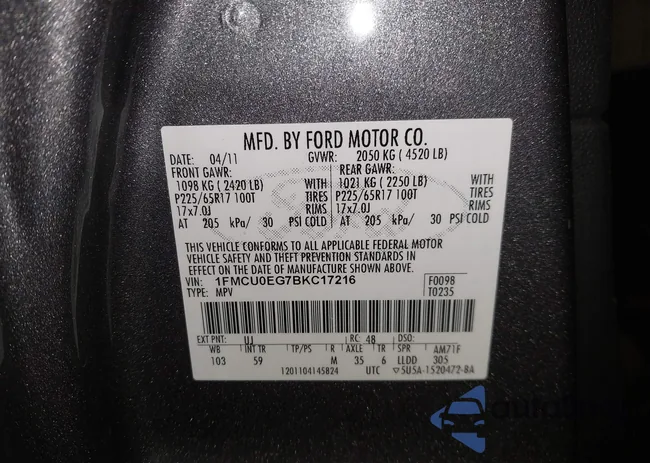 MFD. BY FORD MOTOR CO.
DATE: 04/11 GVWR: 2050 KG ( 4520 LB)
FRONT GAWR: REAR GAWR:
1098 KG ( 2420 LB) WITH 1021 KG ( 2250 LB) WITH
P225/65R17 100T TIRES P225/65R17 100T TIRES
17x7.0J RIMS 17x7.0J RIMS
AT 205 kPa/ 30 PSI COLD AT 205 kPa/ 30 PSI COLD
THIS VEHICLE CONFORMS TO ALL APPLICABLE FEDERAL MOTOR
VEHICLE SAFETY AND THEFT PREVENTION STANDARDS IN
EFFECT ON THE DATE OF MANUFACTURE SHOWN ABOVE.
VIN: 1FMCU0EG7BKC17216 F0098
TYPE: MPV T0235
EXT PNT: UJ RC: 48 DSO:
WB INT TR TP/PS R AXLE TR SPR AM71F
103 59 M 35 6 LLDD 305
1201104145824 UTC ▽5U5A-1520472-BA